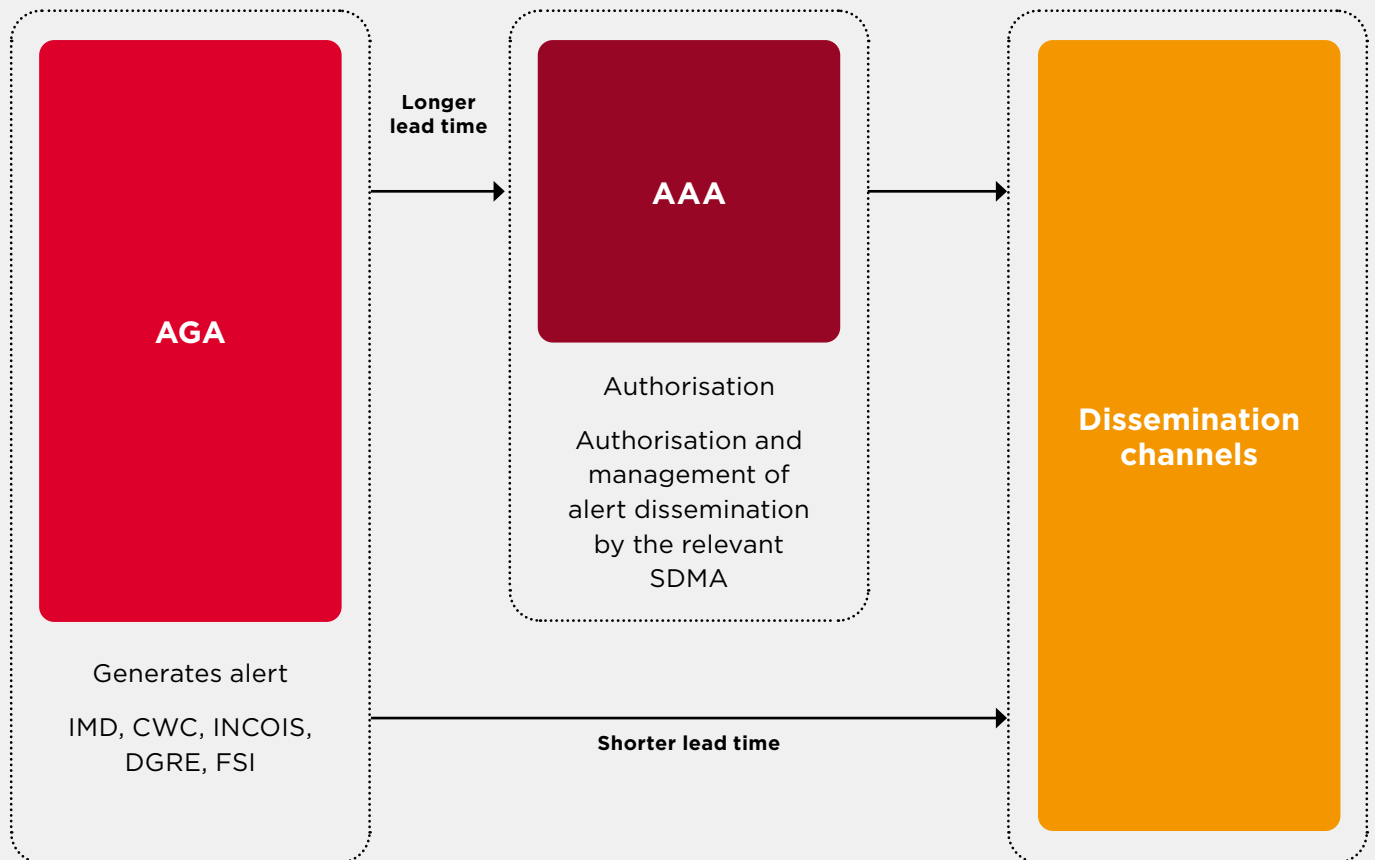 AGA
Generates alert
IMD, CWC, INCOIS,
DGRE, FSI
Longer
lead time
AAA
Authorisation
Authorisation and
management of
alert dissemination
by the relevant
SDMA
Shorter lead time
Dissemination
channels